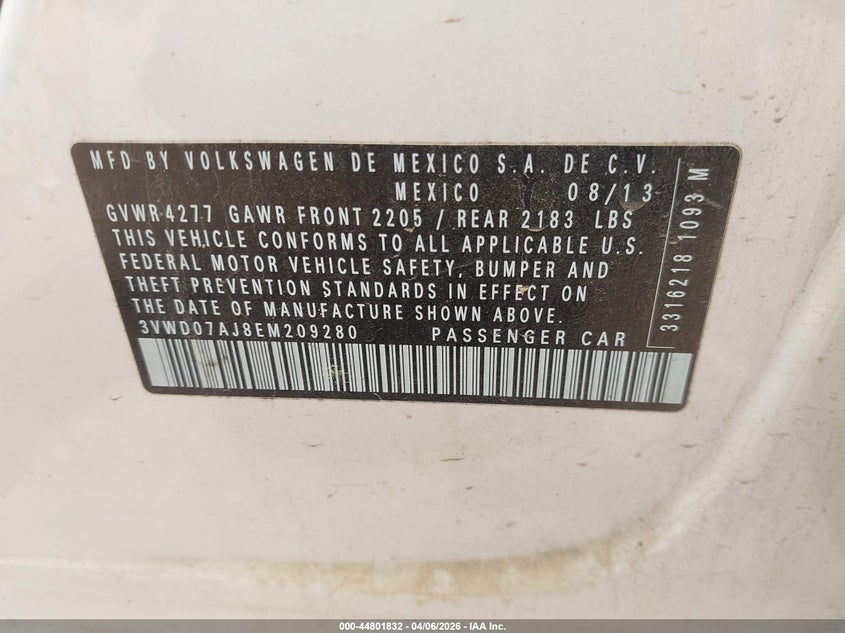 MFD BY VOLKSWAGEN DE MEXICO S.A. DE C.V.
MEXICO 08/13
GVWR 4277 GAWR FRONT 2205 / REAR 2183 LBS
THIS VEHICLE CONFORMS TO ALL APPLICABLE U.S.
FEDERAL MOTOR VEHICLE SAFETY, BUMPER AND
THEFT PREVENTION STANDARDS IN EFFECT ON
THE DATE OF MANUFACTURE SHOWN ABOVE.
3VWD07AJ8EM209280 PASSENGER CAR
3316218 1093 M
000-44801832 - 04/06/2026 - IAA Inc.